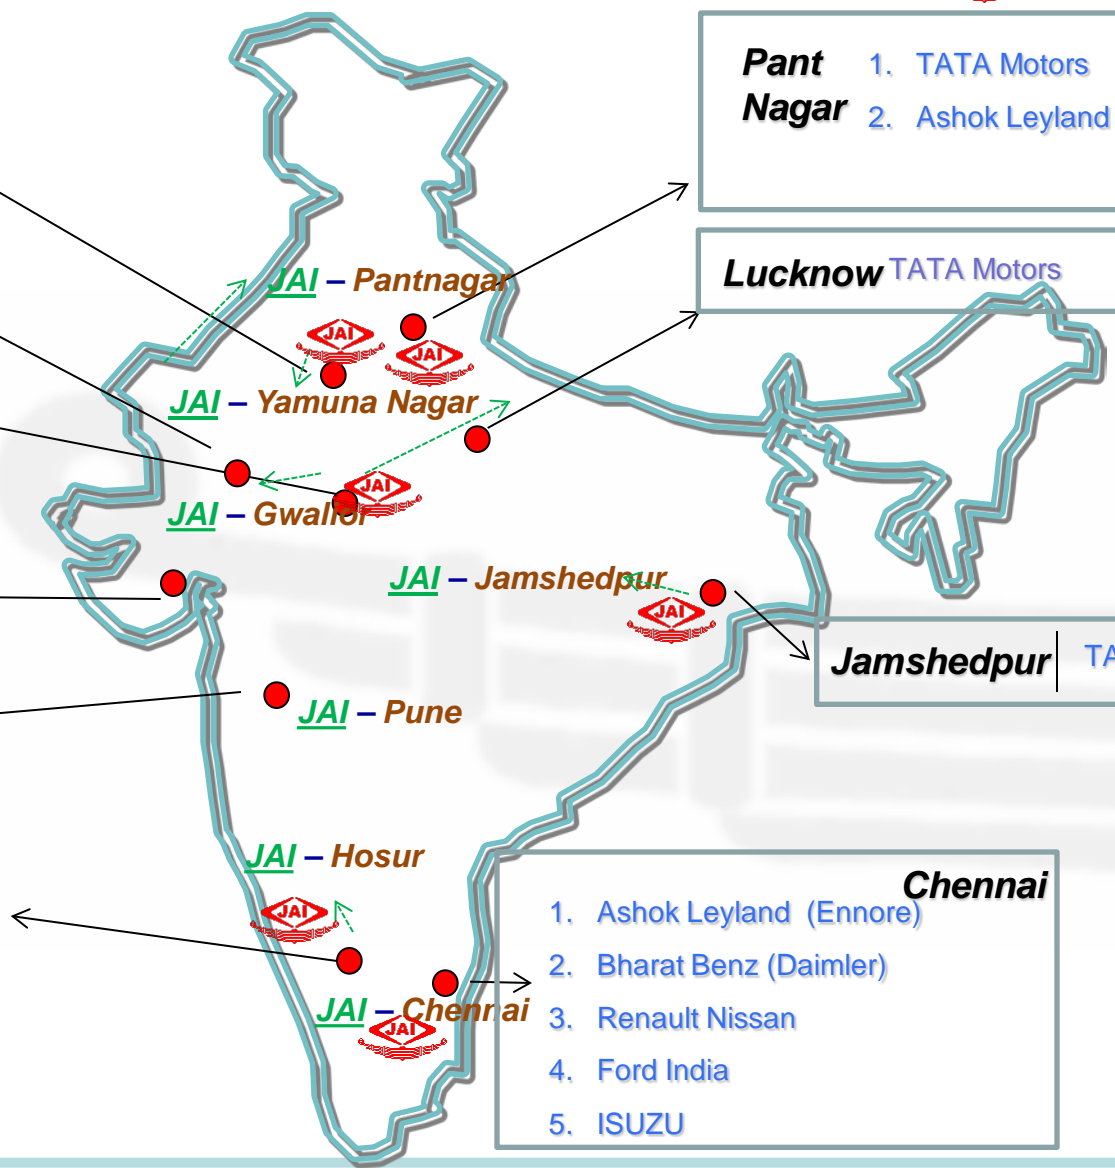 Pant
Nagar
1. TATA Motors
2. Ashok Leyland
Lucknow TATA Motors
JAI – Pantnagar
JAI
JAI
JAI – Yamuna Nagar
JAI
JAI – Gwalior
JAI – Jamshedpur
JAI
Jamshedpur TA
JAI – Pune
JAI – Hosur
JAI
JAI – Chennai
JAI
Chennai
1. Ashok Leyland (Ennore)
2. Bharat Benz (Daimler)
3. Renault Nissan
4. Ford India
5. ISUZU